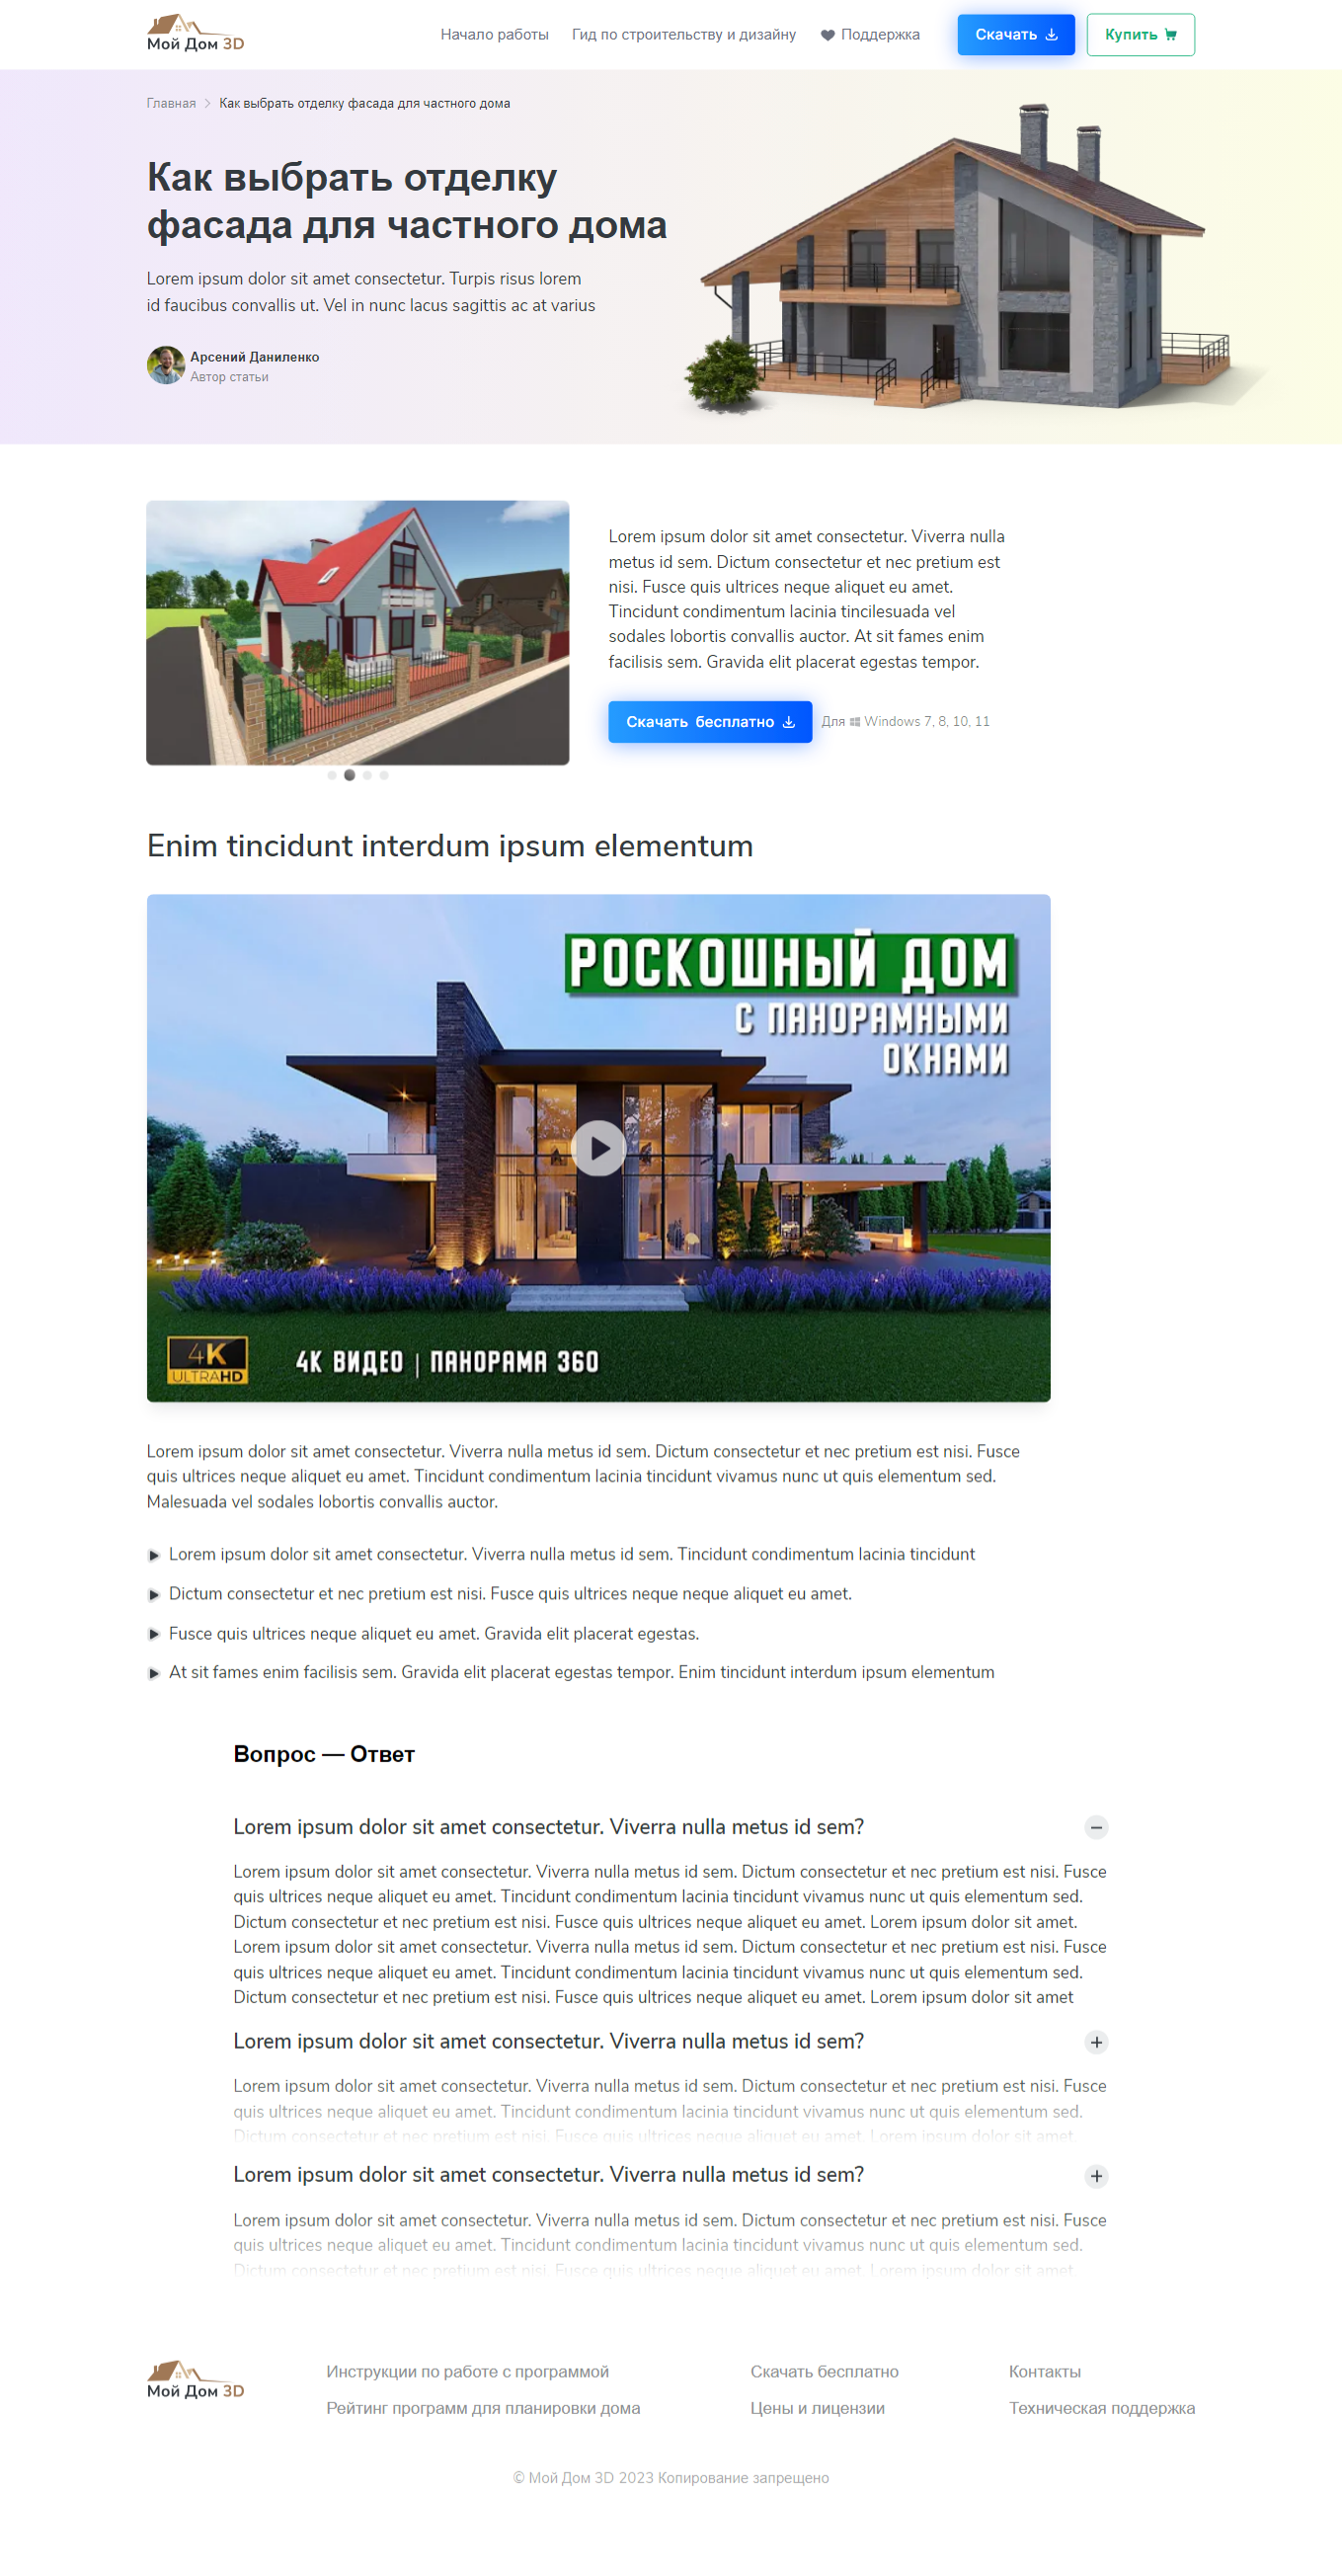 Мой Дом 3D
Начало работы
Гид по строительству и дизайну
Поддержка
Скачать
Купить
Главная
Как выбрать отделку фасада для частного дома
Как выбрать отделку
фасада для частного дома
Lorem ipsum dolor sit amet consectetur. Turpis risus lorem
id faucibus convallis ut. Vel in nunc lacus sagittis ac at varius
Арсений Даниленко
Автор статьи
Lorem ipsum dolor sit amet consectetur. Viverra nulla
metus id sem. Dictum consectetur et nec pretium est
nisi. Fusce quis ultrices neque aliquet eu amet.
Tincidunt condimentum lacinia tincilesuada vel
sodales lobortis convallis auctor. At sit fames enim
facilisis sem. Gravida elit placerat egestas tempor.
Скачать бесплатно
Для Windows 7, 8, 10, 11
Enim tincidunt interdum ipsum elementum
РОСКОШНЫЙ ДОМ
С ПАНОРАМНЫМИ
ОКНАМИ
4K
ULTRAHD
4К ВИДЕО | ПАНОРАМА 360
Lorem ipsum dolor sit amet consectetur. Viverra nulla metus id sem. Dictum consectetur et nec pretium est nisi. Fusce
quis ultrices neque aliquet eu amet. Tincidunt condimentum lacinia tincidunt vivamus nunc ut quis elementum sed.
Malesuada vel sodales lobortis convallis auctor.
Lorem ipsum dolor sit amet consectetur. Viverra nulla metus id sem. Tincidunt condimentum lacinia tincidunt
Dictum consectetur et nec pretium est nisi. Fusce quis ultrices neque neque aliquet eu amet.
Fusce quis ultrices neque aliquet eu amet. Gravida elit placerat egestas.
At sit fames enim facilisis sem. Gravida elit placerat egestas tempor. Enim tincidunt interdum ipsum elementum
Вопрос — Ответ
Lorem ipsum dolor sit amet consectetur. Viverra nulla metus id sem?
Lorem ipsum dolor sit amet consectetur. Viverra nulla metus id sem. Dictum consectetur et nec pretium est nisi. Fusce
quis ultrices neque aliquet eu amet. Tincidunt condimentum lacinia tincidunt vivamus nunc ut quis elementum sed.
Dictum consectetur et nec pretium est nisi. Fusce quis ultrices neque aliquet eu amet. Lorem ipsum dolor sit amet.
Lorem ipsum dolor sit amet consectetur. Viverra nulla metus id sem. Dictum consectetur et nec pretium est nisi. Fusce
quis ultrices neque aliquet eu amet. Tincidunt condimentum lacinia tincidunt vivamus nunc ut quis elementum sed.
Dictum consectetur et nec pretium est nisi. Fusce quis ultrices neque aliquet eu amet. Lorem ipsum dolor sit amet
Lorem ipsum dolor sit amet consectetur. Viverra nulla metus id sem?
Lorem ipsum dolor sit amet consectetur. Viverra nulla metus id sem. Dictum consectetur et nec pretium est nisi. Fusce
quis ultrices neque aliquet eu amet. Tincidunt condimentum lacinia tincidunt vivamus nunc ut quis elementum sed.
Dictum consectetur et nec pretium est nisi. Fusce quis ultrices neque aliquet eu amet. Lorem ipsum dolor sit amet.
Lorem ipsum dolor sit amet consectetur. Viverra nulla metus id sem?
Lorem ipsum dolor sit amet consectetur. Viverra nulla metus id sem. Dictum consectetur et nec pretium est nisi. Fusce
quis ultrices neque aliquet eu amet. Tincidunt condimentum lacinia tincidunt vivamus nunc ut quis elementum sed.
Dictum consectetur et nec pretium est nisi. Fusce quis ultrices neque aliquet eu amet. Lorem ipsum dolor sit amet.
Мой Дом 3D
Инструкции по работе с программой
Скачать бесплатно
Контакты
Рейтинг программ для планировки дома
Цены и лицензии
Техническая поддержка
© Мой Дом 3D 2023 Копирование запрещено